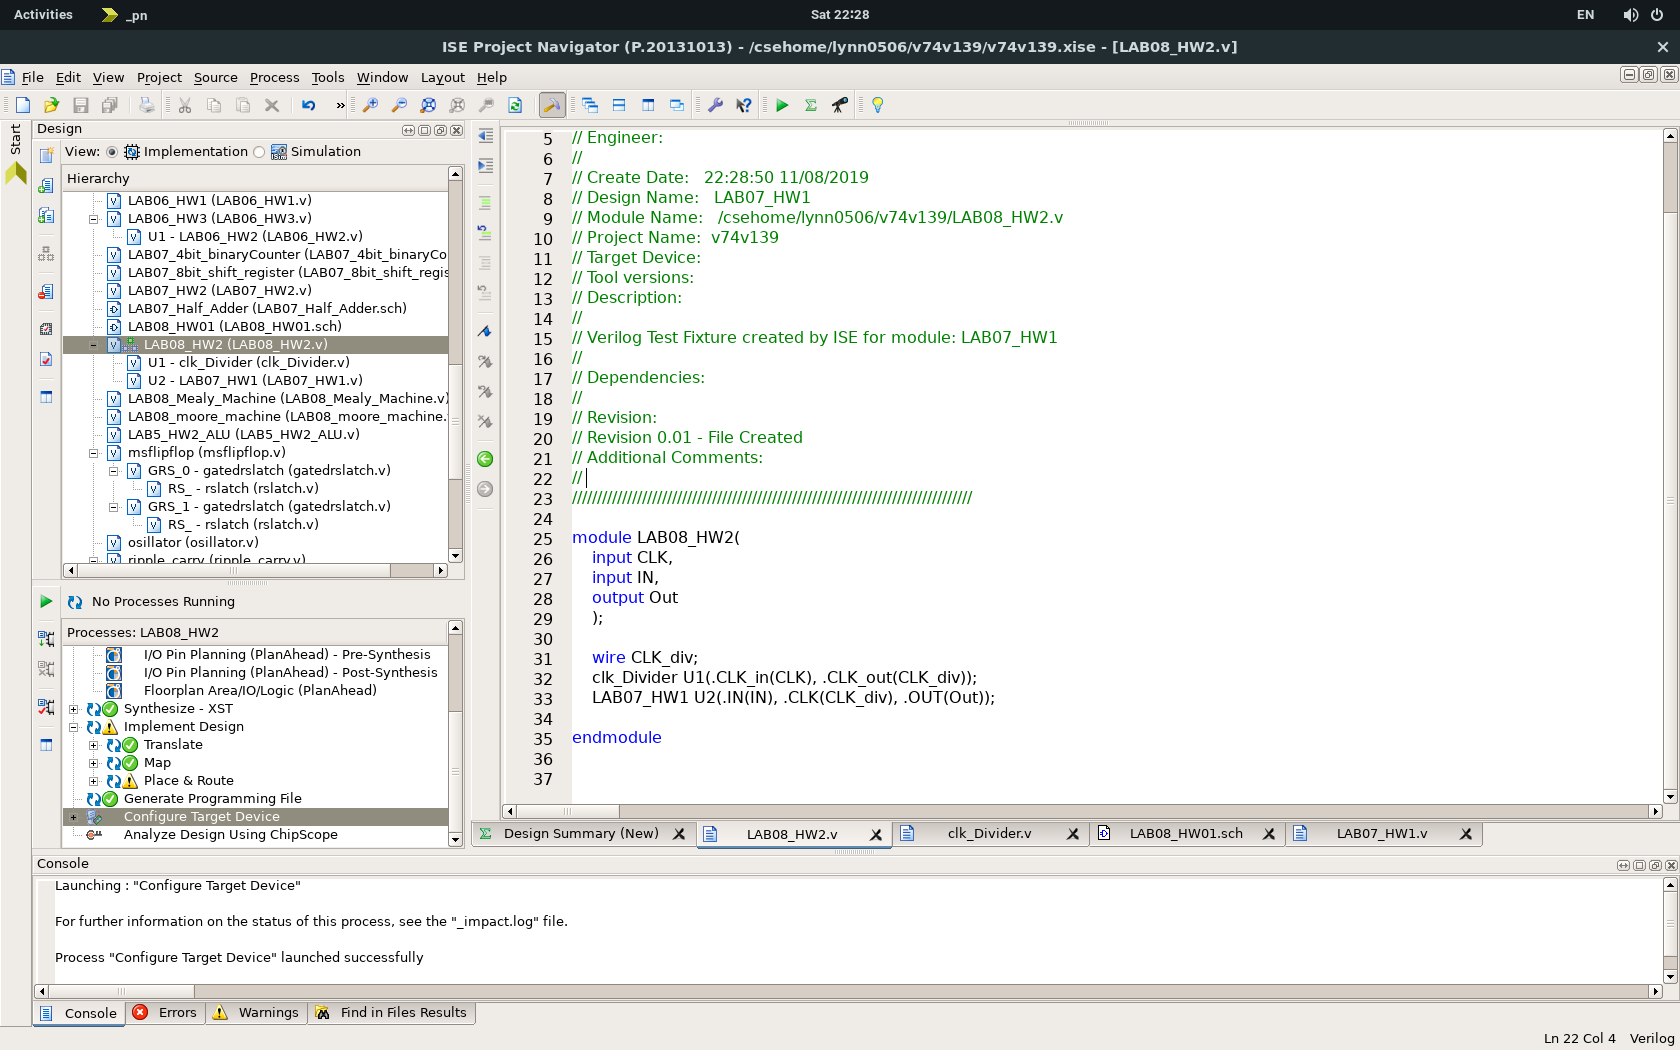 Activities
_pn
Sat 22:28
EN
ISE Project Navigator (P.20131013) - /csehome/lynn0506/v74v139/v74v139.xise - [LAB08_HW2.v]
File Edit View Project Source Process Tools Window Layout Help
Start
Design
View: Implementation Simulation
Hierarchy
LAB06_HW1 (LAB06_HW1.v)
LAB06_HW3 (LAB06_HW3.v)
U1 - LAB06_HW2 (LAB06_HW2.v)
LAB07_4bit_binaryCounter (LAB07_4bit_binaryCo
LAB07_8bit_shift_register (LAB07_8bit_shift_regis
LAB07_HW2 (LAB07_HW2.v)
LAB07_Half_Adder (LAB07_Half_Adder.sch)
LAB08_HW01 (LAB08_HW01.sch)
LAB08_HW2 (LAB08_HW2.v)
U1 - clk_Divider (clk_Divider.v)
U2 - LAB07_HW1 (LAB07_HW1.v)
LAB08_Mealy_Machine (LAB08_Mealy_Machine.v)
LAB08_moore_machine (LAB08_moore_machine.
LAB5_HW2_ALU (LAB5_HW2_ALU.v)
msflipflop (msflipflop.v)
GRS_0 - gatedrslatch (gatedrslatch.v)
RS_ - rslatch (rslatch.v)
GRS_1 - gatedrslatch (gatedrslatch.v)
RS_ - rslatch (rslatch.v)
osillator (osillator.v)
ripple_carry (ripple_carry.v)
No Processes Running
Processes: LAB08_HW2
I/O Pin Planning (PlanAhead) - Pre-Synthesis
I/O Pin Planning (PlanAhead) - Post-Synthesis
Floorplan Area/IO/Logic (PlanAhead)
Synthesize - XST
Implement Design
Translate
Map
Place & Route
Generate Programming File
Configure Target Device
Analyze Design Using ChipScope
5 // Engineer:
6 //
7 // Create Date:   22:28:50 11/08/2019
8 // Design Name:   LAB07_HW1
9 // Module Name:   /csehome/lynn0506/v74v139/LAB08_HW2.v
10 // Project Name:  v74v139
11 // Target Device:
12 // Tool versions:
13 // Description:
14 //
15 // Verilog Test Fixture created by ISE for module: LAB07_HW1
16 //
17 // Dependencies:
18 //
19 // Revision:
20 // Revision 0.01 - File Created
21 // Additional Comments:
22 //
23 ////////////////////////////////////////////////////////////////////////////////
24
25 module LAB08_HW2(
26     input CLK,
27     input IN,
28     output Out
29     );
30
31     wire CLK_div;
32     clk_Divider U1(.CLK_in(CLK), .CLK_out(CLK_div));
33     LAB07_HW1 U2(.IN(IN), .CLK(CLK_div), .OUT(Out));
34
35 endmodule
36
37
Design Summary (New)
LAB08_HW2.v
clk_Divider.v
LAB08_HW01.sch
LAB07_HW1.v
Console
Launching : "Configure Target Device"
For further information on the status of this process, see the "_impact.log" file.
Process "Configure Target Device" launched successfully
Console
Errors
Warnings
Find in Files Results
Ln 22 Col 4 Verilog